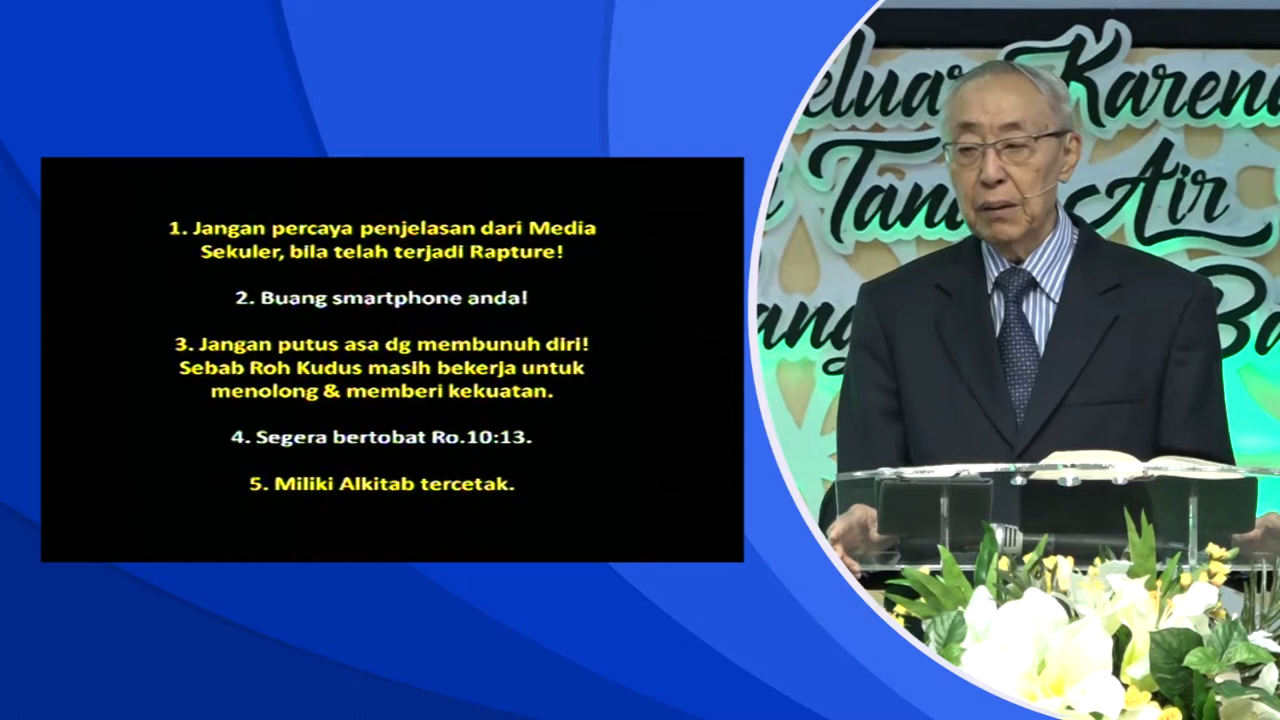 1. Jangan percaya penjelasan dari Media
Sekuler, bila telah terjadi Rapture!
2. Buang smartphone anda!
3. Jangan putus asa dg membunuh diri!
Sebab Roh Kudus masih bekerja untuk
menolong & memberi kekuatan.
4. Segera bertobat Ro.10:13.
5. Miliki Alkitab tercetak.
Karena
Air